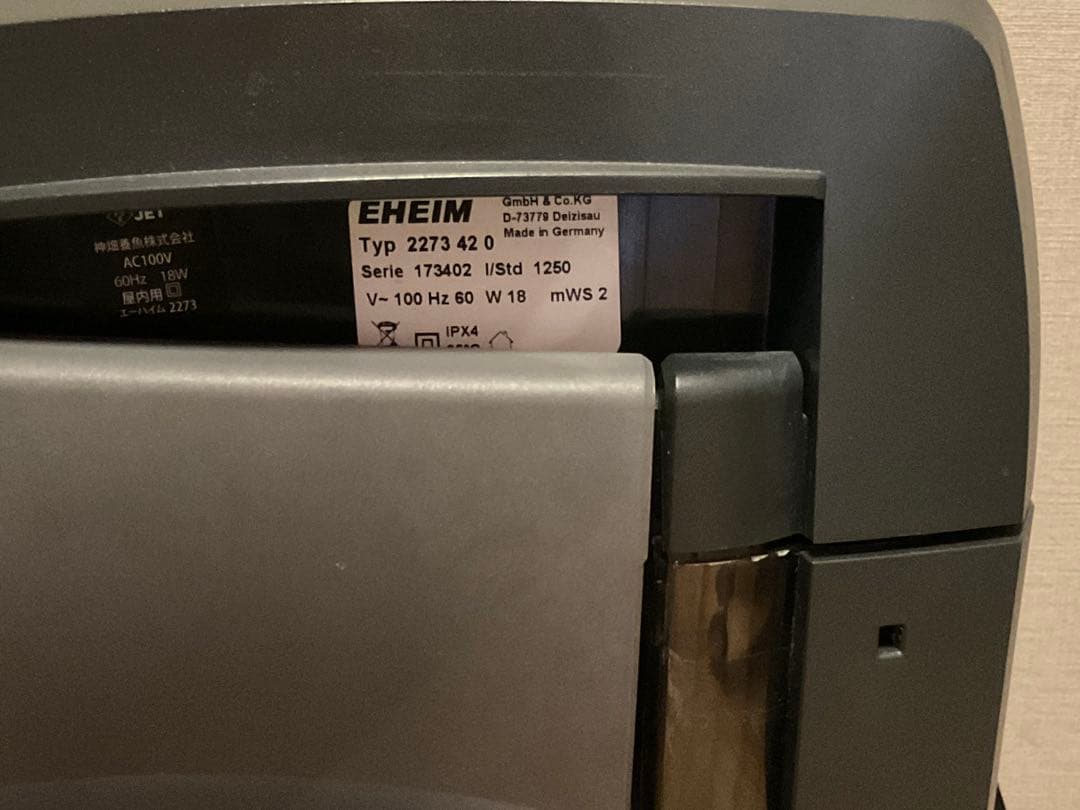 JET
神畑養魚株式会社
AC100V
60Hz 18W
屋内用
エーハイム 2273
EHEIM
GmbH & Co.KG
D-73779 Deizisau
Made in Germany
Typ 2273 42 0
Serie 173402 I/Std 1250
V~ 100 Hz 60 W 18 mWS 2
IPX4